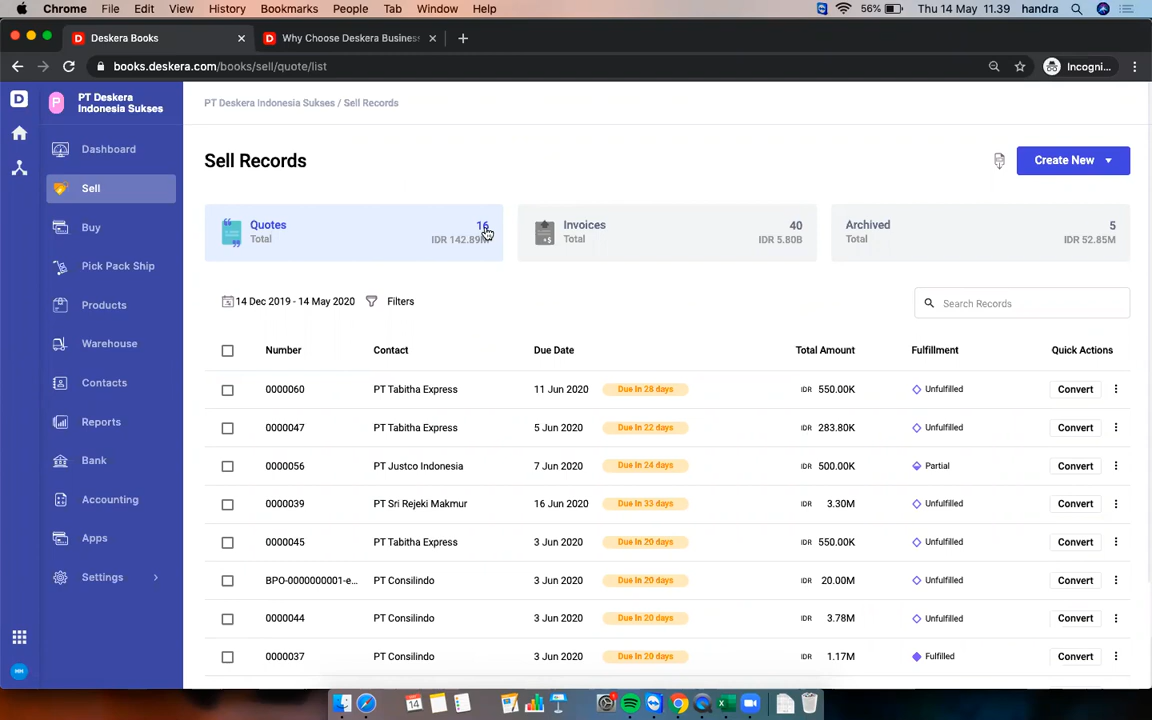 Chrome File Edit View History Bookmarks People Tab Window Help 56% Thu 14 May 11.39 handra
Deskera Books
Why Choose Deskera Business
books.deskera.com/books/sell/quote/list
Incogni...
D
P
PT Deskera Indonesia Sukses
Dashboard
Sell
Buy
Pick Pack Ship
Products
Warehouse
Contacts
Reports
Bank
Accounting
Apps
Settings
PT Deskera Indonesia Sukses / Sell Records
Sell Records
Create New
Quotes 16
Total IDR 142.89
Invoices 40
Total IDR 5.80B
Archived 5
Total IDR 52.85M
14 Dec 2019 - 14 May 2020 Filters
Search Records
Number Contact Due Date Total Amount Fulfillment Quick Actions
0000060 PT Tabitha Express 11 Jun 2020 Due In 28 days IDR 550.00K Unfulfilled Convert
0000047 PT Tabitha Express 5 Jun 2020 Due In 22 days IDR 283.80K Unfulfilled Convert
0000056 PT Justco Indonesia 7 Jun 2020 Due In 24 days IDR 500.00K Partial Convert
0000039 PT Sri Rejeki Makmur 16 Jun 2020 Due In 33 days IDR 3.30M Unfulfilled Convert
0000045 PT Tabitha Express 3 Jun 2020 Due In 20 days IDR 550.00K Unfulfilled Convert
BPO-0000000001-e... PT Consilindo 3 Jun 2020 Due In 20 days IDR 20.00M Unfulfilled Convert
0000044 PT Consilindo 3 Jun 2020 Due In 20 days IDR 3.78M Unfulfilled Convert
0000037 PT Consilindo 3 Jun 2020 Due In 20 days IDR 1.17M Fulfilled Convert